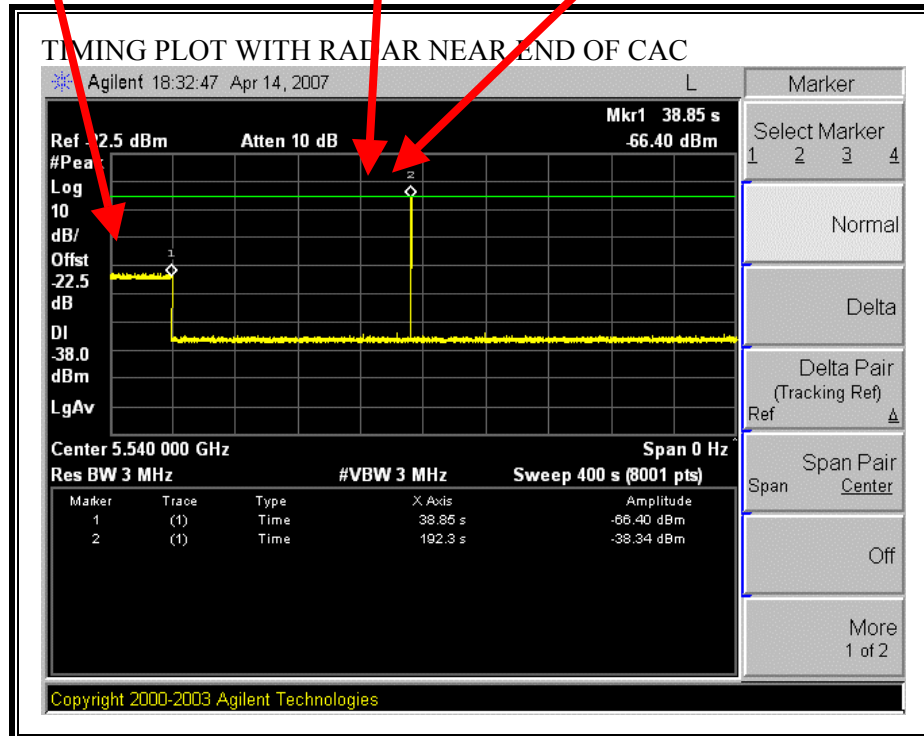 TIMING PLOT WITH RADAR NEAR END OF CAC
Agilent 18:32:47 Apr 14, 2007 L
Mkr1 38.85 s
Ref -22.5 dBm Atten 10 dB -66.40 dBm
#Peak
Log
10
dB/
Offst
-22.5
dB
DI
-38.0
dBm
LgAv
1
2
Center 5.540 000 GHz Span 0 Hz
Res BW 3 MHz #VBW 3 MHz Sweep 400 s (8001 pts)
Marker Trace Type X Axis Amplitude
1 (1) Time 38.85 s -66.40 dBm
2 (1) Time 192.3 s -38.34 dBm
Copyright 2000-2003 Agilent Technologies
Marker
Select Marker
1 2 3 4
Normal
Delta
Delta Pair
(Tracking Ref)
Ref Δ
Span Pair
Span Center
Off
More
1 of 2